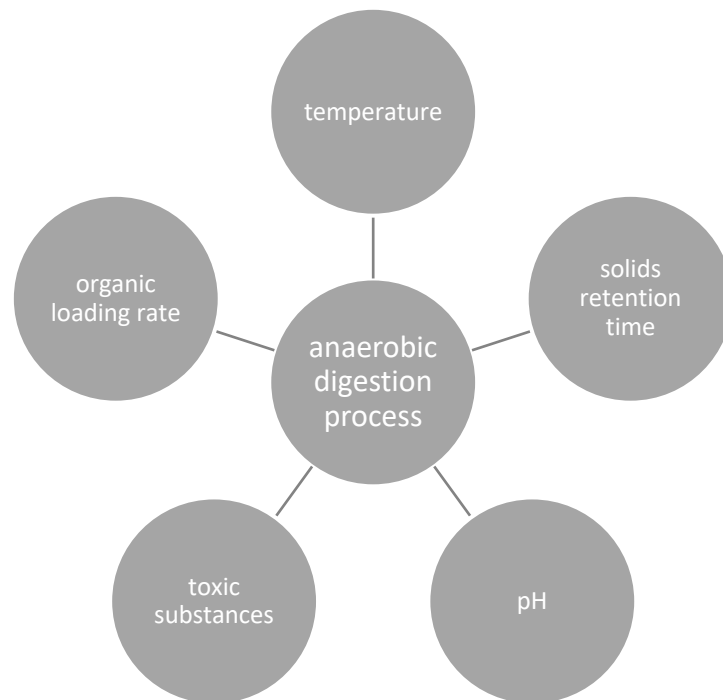 temperature
organic
loading rate
solids
retention
time
anaerobic
digestion
process
toxic
substances
pH